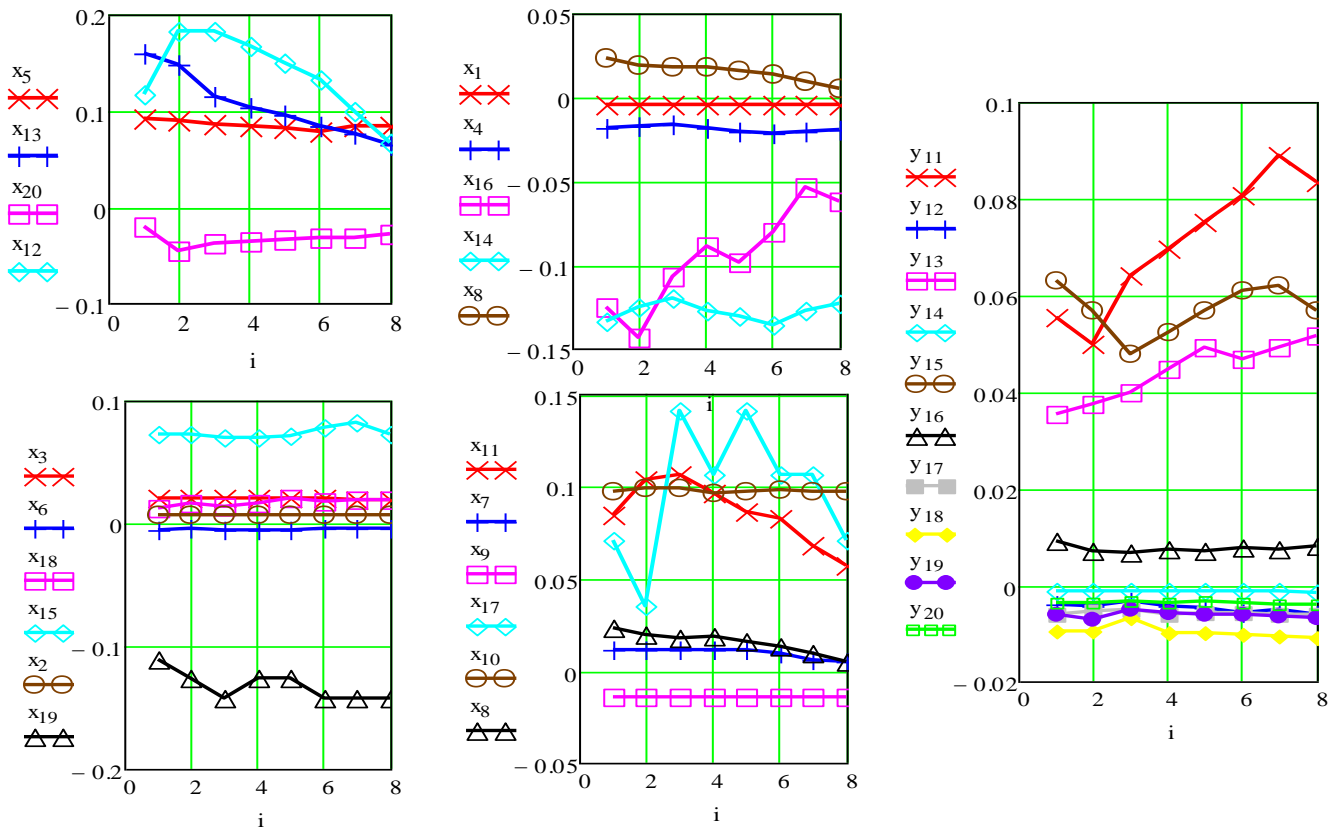 0.2
0.1
0
− 0.1
0 2 4 6 8
i
x5
x13
x20
x12
0.05
0
− 0.05
− 0.1
− 0.15
0 2 4 6 8
i
x1
x4
x16
x14
x8
0.1
0
− 0.1
− 0.2
0 2 4 6 8
i
x3
x6
x18
x15
x2
x19
0.15
0.1
0.05
0
− 0.05
0 2 4 6 8
i
x11
x7
x9
x17
x10
x8
0.1
0.08
0.06
0.04
0.02
0
− 0.02
0 2 4 6 8
i
y11
y12
y13
y14
y15
y16
y17
y18
y19
y20